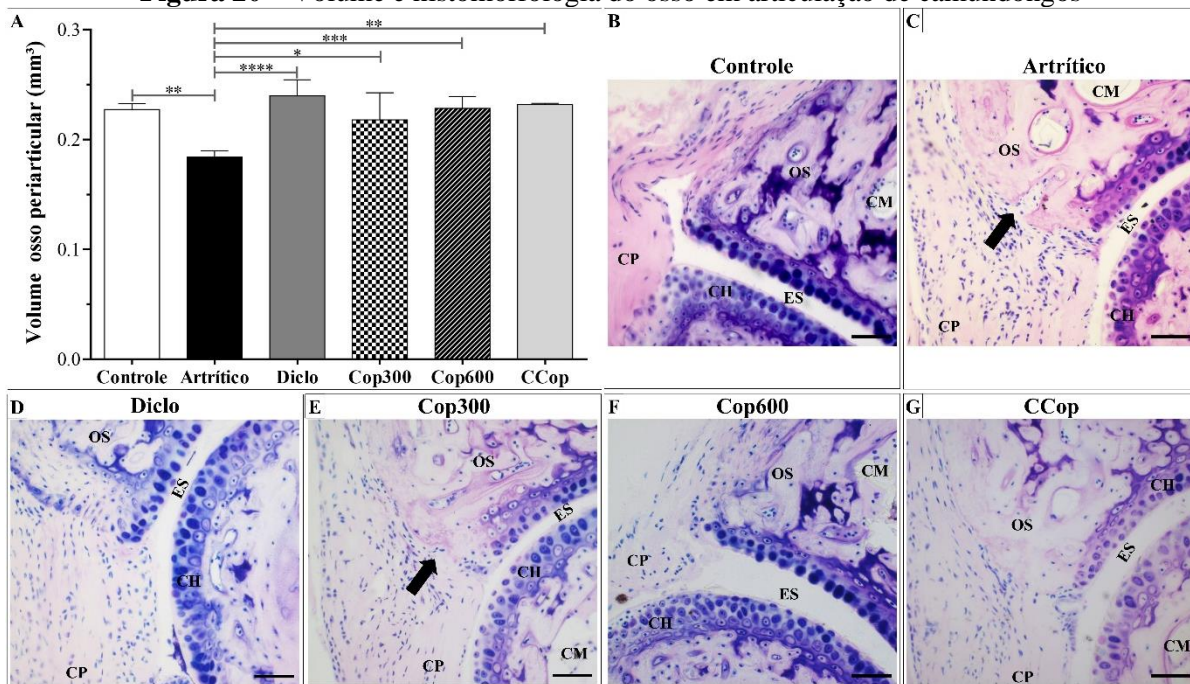 Figura 20 – Volume e histomorfologia do osso em articulação de camundongos
A
Volume osso periarticular (mm³)
0.3
0.2
0.1
0.0
**
***
*
****
**
Controle Artrítico Diclo Cop300 Cop600 CCop
B
Controle
OS
CM
CP
CH
ES
C
Artrítico
CM
OS
ES
CH
CP
D
Diclo
OS
ES
CH
CP
E
Cop300
OS
ES
CH
CP
CM
F
Cop600
OS
CM
CP
ES
CH
G
CCop
CH
OS
ES
CP
CM